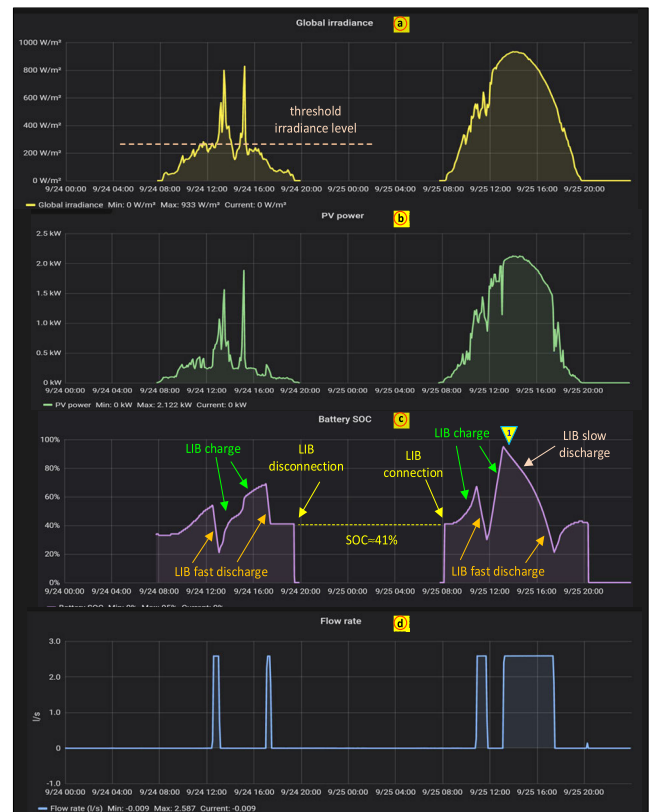 Global irradiance a
1000 W/m²
800 W/m²
600 W/m²
400 W/m²
200 W/m²
0 W/m²
threshold
irradiance level
9/24 00:00 9/24 04:00 9/24 08:00 9/24 12:00 9/24 16:00 9/24 20:00 9/25 00:00 9/25 04:00 9/25 08:00 9/25 12:00 9/25 16:00 9/25 20:00
Global irradiance Min: 0 W/m² Max: 933 W/m² Current: 0 W/m²
PV power b
2.5 kW
2.0 kW
1.5 kW
1.0 kW
0.5 kW
0 kW
9/24 00:00 9/24 04:00 9/24 08:00 9/24 12:00 9/24 16:00 9/24 20:00 9/25 00:00 9/25 04:00 9/25 08:00 9/25 12:00 9/25 16:00 9/25 20:00
PV power Min: 0 kW Max: 2.122 kW Current: 0 kW
Battery SOC c
100%
80%
60%
40%
20%
0%
LIB charge
LIB
disconnection
LIB
connection
LIB charge
1
LIB slow
discharge
SOC≈41%
LIB fast discharge
LIB fast discharge
9/24 00:00 9/24 04:00 9/24 08:00 9/24 12:00 9/24 16:00 9/24 20:00 9/25 00:00 9/25 04:00 9/25 08:00 9/25 12:00 9/25 16:00 9/25 20:00
Battery SOC Min: 0% Max: 95% Current: 0%
Flow rate d
3.0
2.0
1.0
0
-1.0
l/s
9/24 00:00 9/24 04:00 9/24 08:00 9/24 12:00 9/24 16:00 9/24 20:00 9/25 00:00 9/25 04:00 9/25 08:00 9/25 12:00 9/25 16:00 9/25 20:00
Flow rate (l/s) Min: -0.009 Max: 2.587 Current: -0.009